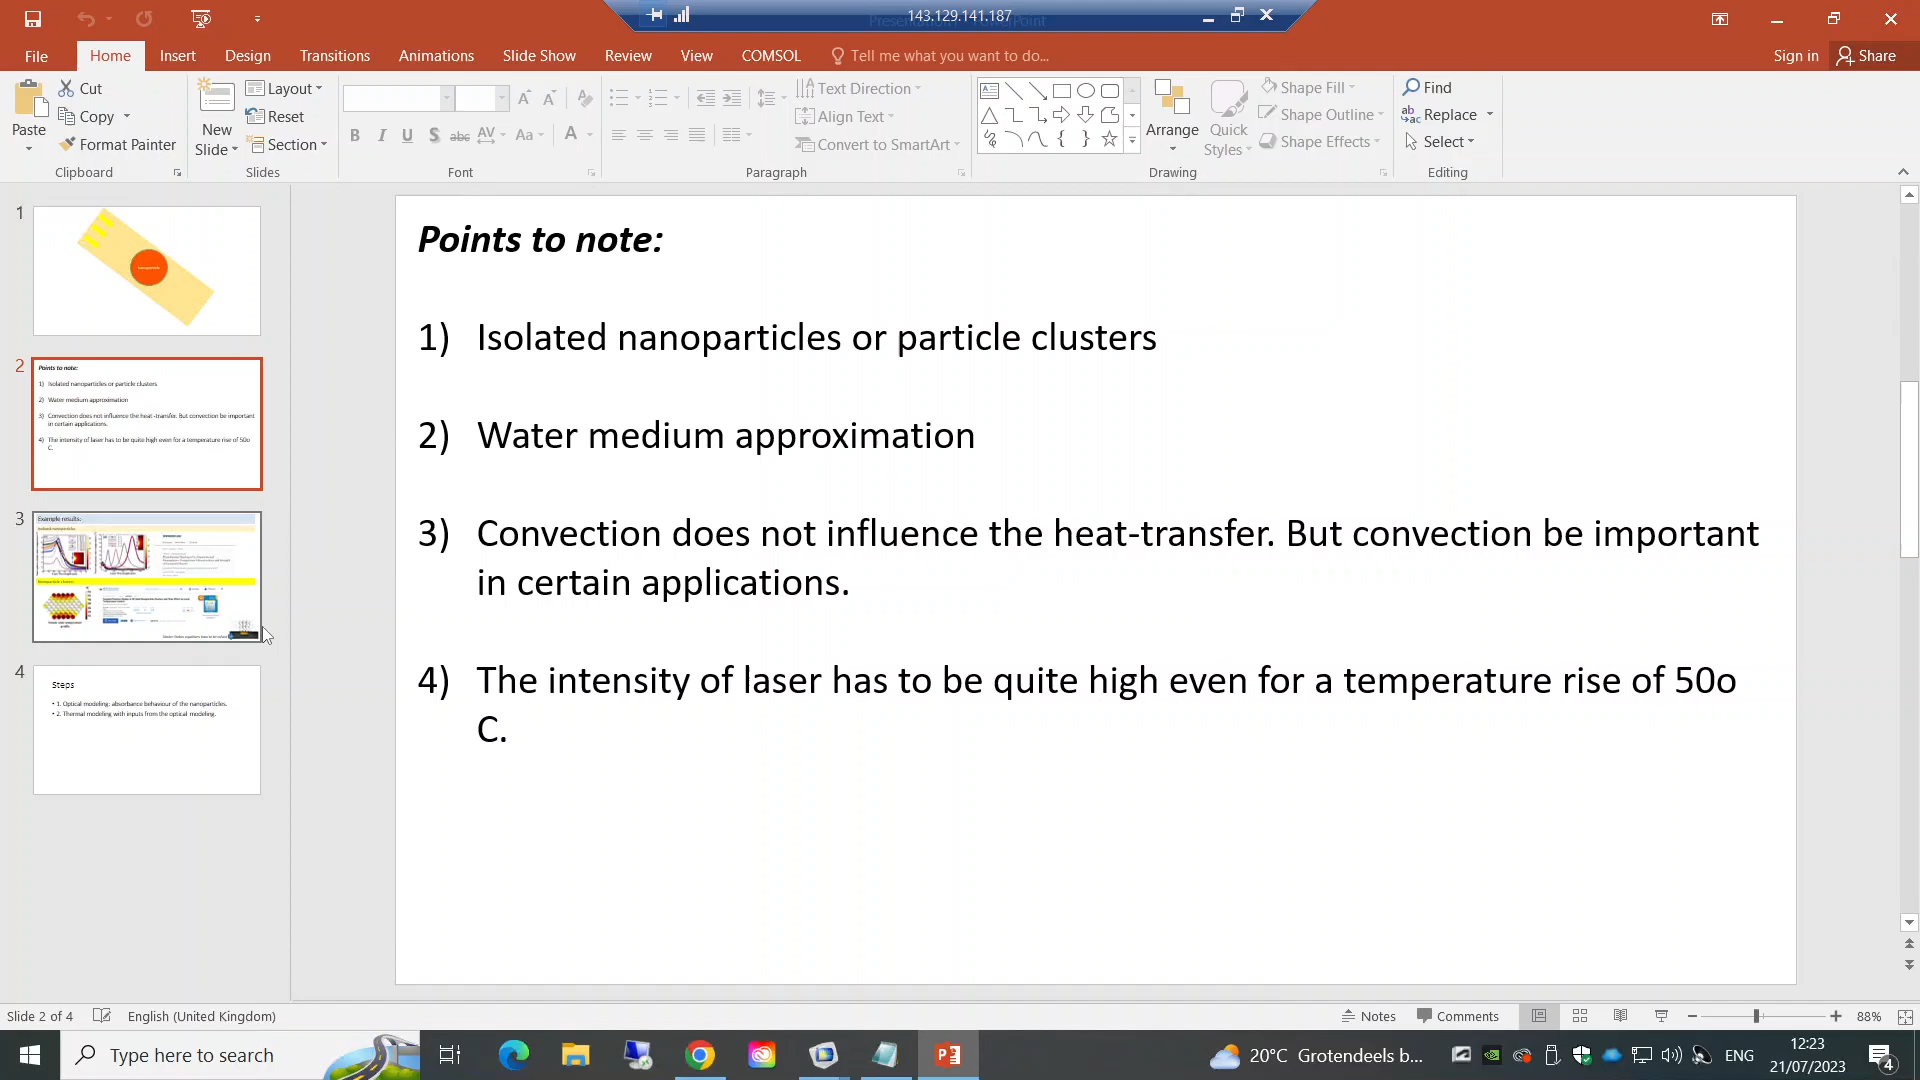 143.129.141.187
File Home Insert Design Transitions Animations Slide Show Review View COMSOL Tell me what you want to do... Sign in Share
Paste Cut Copy Format Painter
Clipboard
New Slide Layout Reset Section
Slides
B I U S abc AV Aa A
Font
Text Direction Align Text Convert to SmartArt
Paragraph
Arrange Quick Styles Shape Fill Shape Outline Shape Effects
Drawing
Find Replace Select
Editing
1
2
Points to note:
1) Isolated nanoparticles or particle clusters
2) Water medium approximation
3) Convection does not influence the heat -transfer. But convection be important
in certain applications.
4) The intensity of laser has to be quite high even for a temperature rise of 50o
C.
3
Example results:
4
Steps
• 1. Optical modeling: absorbance behaviour of the nanoparticles.
• 2. Thermal modeling with inputs from the optical modeling.
Points to note:
1) Isolated nanoparticles or particle clusters
2) Water medium approximation
3) Convection does not influence the heat-transfer. But convection be important
in certain applications.
4) The intensity of laser has to be quite high even for a temperature rise of 50o
C.
Slide 2 of 4 English (United Kingdom) Notes Comments 88%
Type here to search 20°C Grotendeels b... ENG 12:23
21/07/2023 4